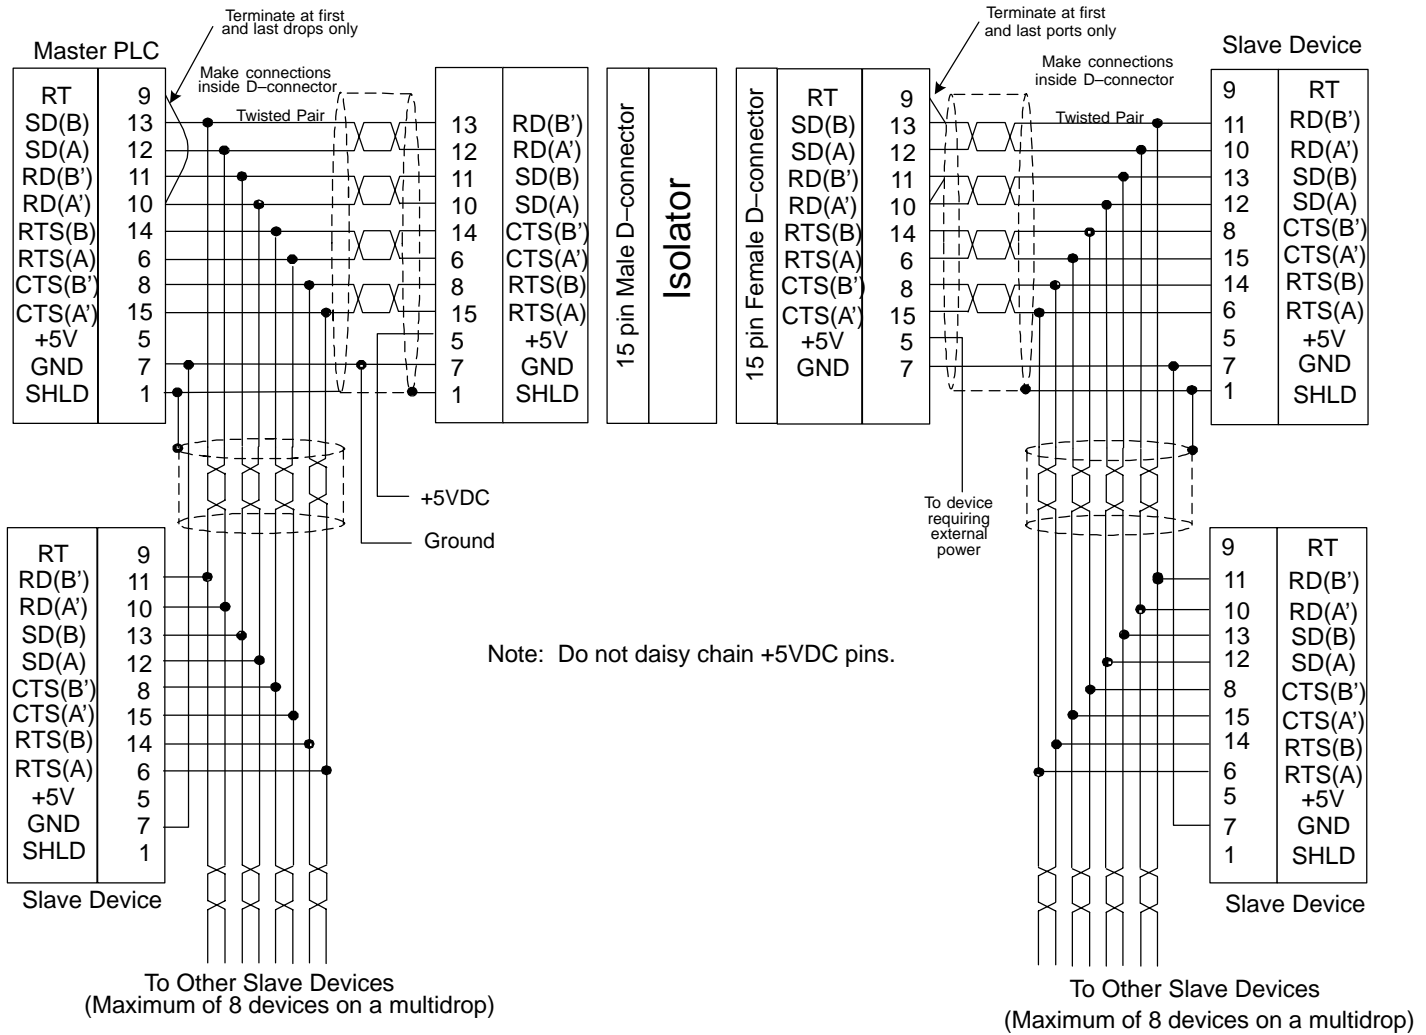 Terminate at first
and last drops only
Master PLC
Make connections
inside D–connector
Twisted Pair
RT 9
SD(B) 13
SD(A) 12
RD(B') 11
RD(A') 10
RTS(B) 14
RTS(A) 6
CTS(B') 8
CTS(A') 15
+5V 5
GND 7
SHLD 1
13 RD(B')
12 RD(A')
11 SD(B)
10 SD(A)
14 CTS(B')
6 CTS(A')
8 RTS(B)
15 RTS(A)
5 +5V
7 GND
1 SHLD
15 pin Male D–connector
Isolator
15 pin Female D–connector
Terminate at first
and last ports only
Make connections
inside D–connector
Twisted Pair
RT 9
SD(B) 13
SD(A) 12
RD(B') 11
RD(A') 10
RTS(B) 14
RTS(A) 6
CTS(B') 8
CTS(A') 15
+5V 5
GND 7
Slave Device
9 RT
11 RD(B')
10 RD(A')
13 SD(B)
12 SD(A)
8 CTS(B')
15 CTS(A')
14 RTS(B)
6 RTS(A)
5 +5V
7 GND
1 SHLD
+5VDC
Ground
To device
requiring
external
power
RT 9
RD(B') 11
RD(A') 10
SD(B) 13
SD(A) 12
CTS(B') 8
CTS(A') 15
RTS(B) 14
RTS(A) 6
+5V 5
GND 7
SHLD 1
Slave Device
Note: Do not daisy chain +5VDC pins.
9 RT
11 RD(B')
10 RD(A')
13 SD(B)
12 SD(A)
8 CTS(B')
15 CTS(A')
14 RTS(B)
6 RTS(A)
5 +5V
7 GND
1 SHLD
Slave Device
To Other Slave Devices
(Maximum of 8 devices on a multidrop)
To Other Slave Devices
(Maximum of 8 devices on a multidrop)